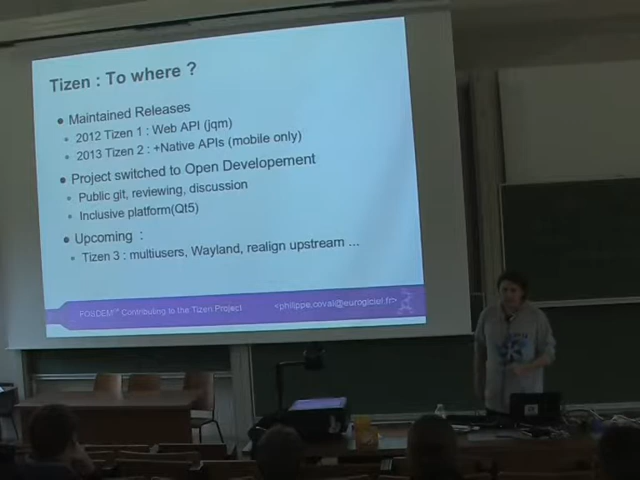 Tizen : To where ?
• Maintained Releases
• 2012 Tizen 1 : Web API (jqm)
• 2013 Tizen 2 : +Native APIs (mobile only)
• Project switched to Open Developement
• Public git, reviewing, discussion
• Inclusive platform(Qt5)
• Upcoming :
• Tizen 3 : multiusers, Wayland, realign upstream ...
Contributing to the Tizen Project
<philippe.coval@eurogiciel.fr>